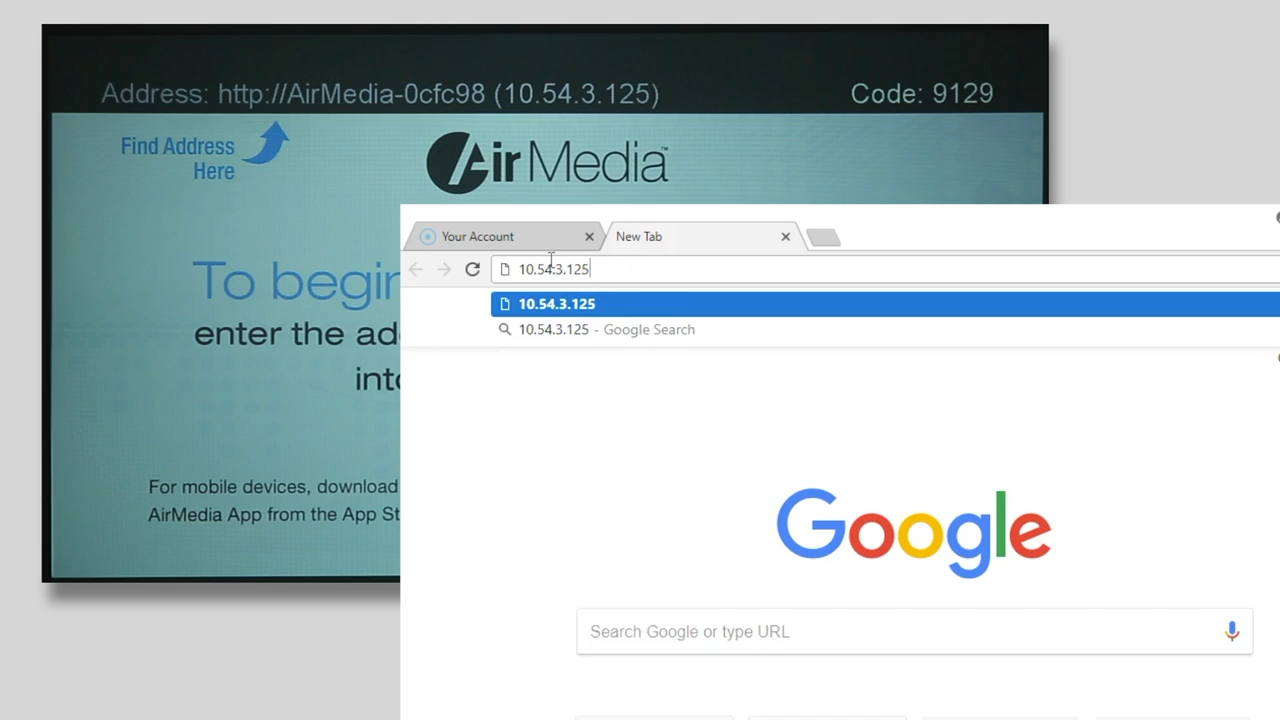 Address: http://AirMedia-0cfc98 (10.54.3.125)
Code: 9129
Find Address
Here
AirMedia™
To begin
enter the ad
into
For mobile devices, download
AirMedia App from the App St
Your Account
New Tab
10.54.3.125
10.54.3.125
10.54.3.125 - Google Search
Google
Search Google or type URL